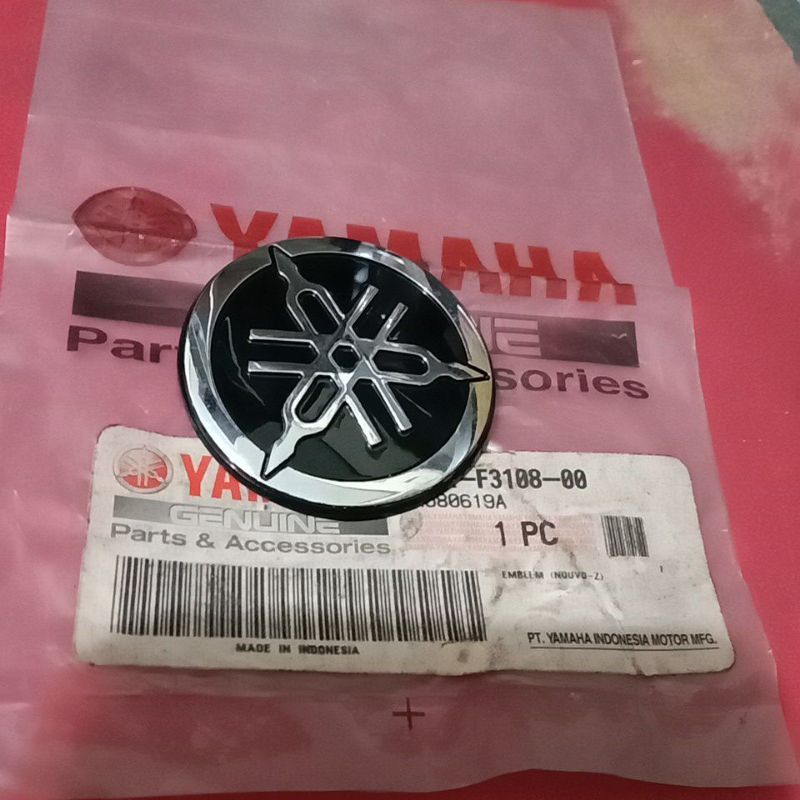 YAMAHA
Parts
sories
-F3108-00
080619A
GENUINE
1 PC
Parts & Accessories
EMBLEM (NOUVO-Z)
MADE IN INDONESIA
PT. YAMAHA INDONESIA MOTOR MFG.